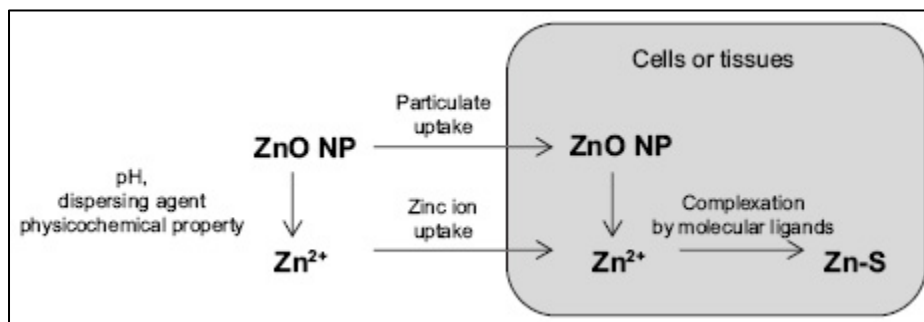 Cells or tissues
Particulate
uptake
ZnO NP
ZnO NP
pH,
dispersing agent
physicochemical property
Zinc ion
uptake
Complexation
by molecular ligands
Zn²⁺
Zn²⁺
Zn-S